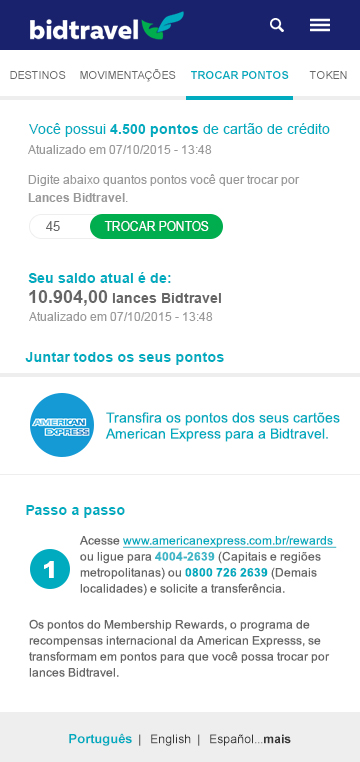 bidtravel
DESTINOS MOVIMENTAÇÕES TROCAR PONTOS TOKEN
Você possui 4.500 pontos de cartão de crédito
Atualizado em 07/10/2015 - 13:48
Digite abaixo quantos pontos você quer trocar por
Lances Bidtravel.
45 TROCAR PONTOS
Seu saldo atual é de:
10.904,00 lances Bidtravel
Atualizado em 07/10/2015 - 13:48
Juntar todos os seus pontos
AMERICAN
EXPRESS
Transfira os pontos dos seus cartões
American Express para a Bidtravel.
Passo a passo
1
Acesse www.americanexpress.com.br/rewards
ou ligue para 4004-2639 (Capitais e regiões
metropolitanas) ou 0800 726 2639 (Demais
localidades) e solicite a transferência.
Os pontos do Membership Rewards, o programa de
recompensas internacional da American Expresss, se
transformam em pontos para que você possa trocar por
lances Bidtravel.
Português | English | Español...mais